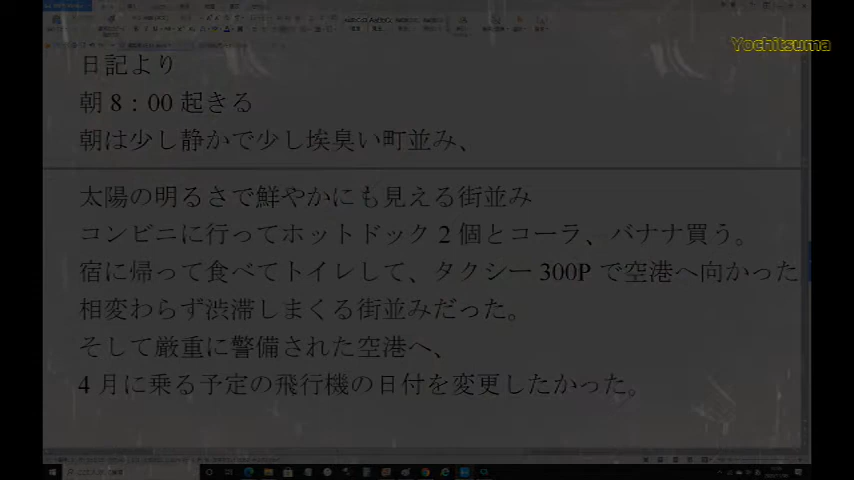 Yochitsuma
日記より
朝 8：00 起きる
朝は少し静かで少し埃臭い町並み、
太陽の明るさで鮮やかにも見える街並み
コンビニに行ってホットドック 2 個とコーラ、バナナ買う。
宿に帰って食べてトイレして、タクシー 300P で空港へ向かった
相変わらず渋滞しまくる街並みだった。
そして厳重に警備された空港へ、
4 月に乗る予定の飛行機の日付を変更したかった。